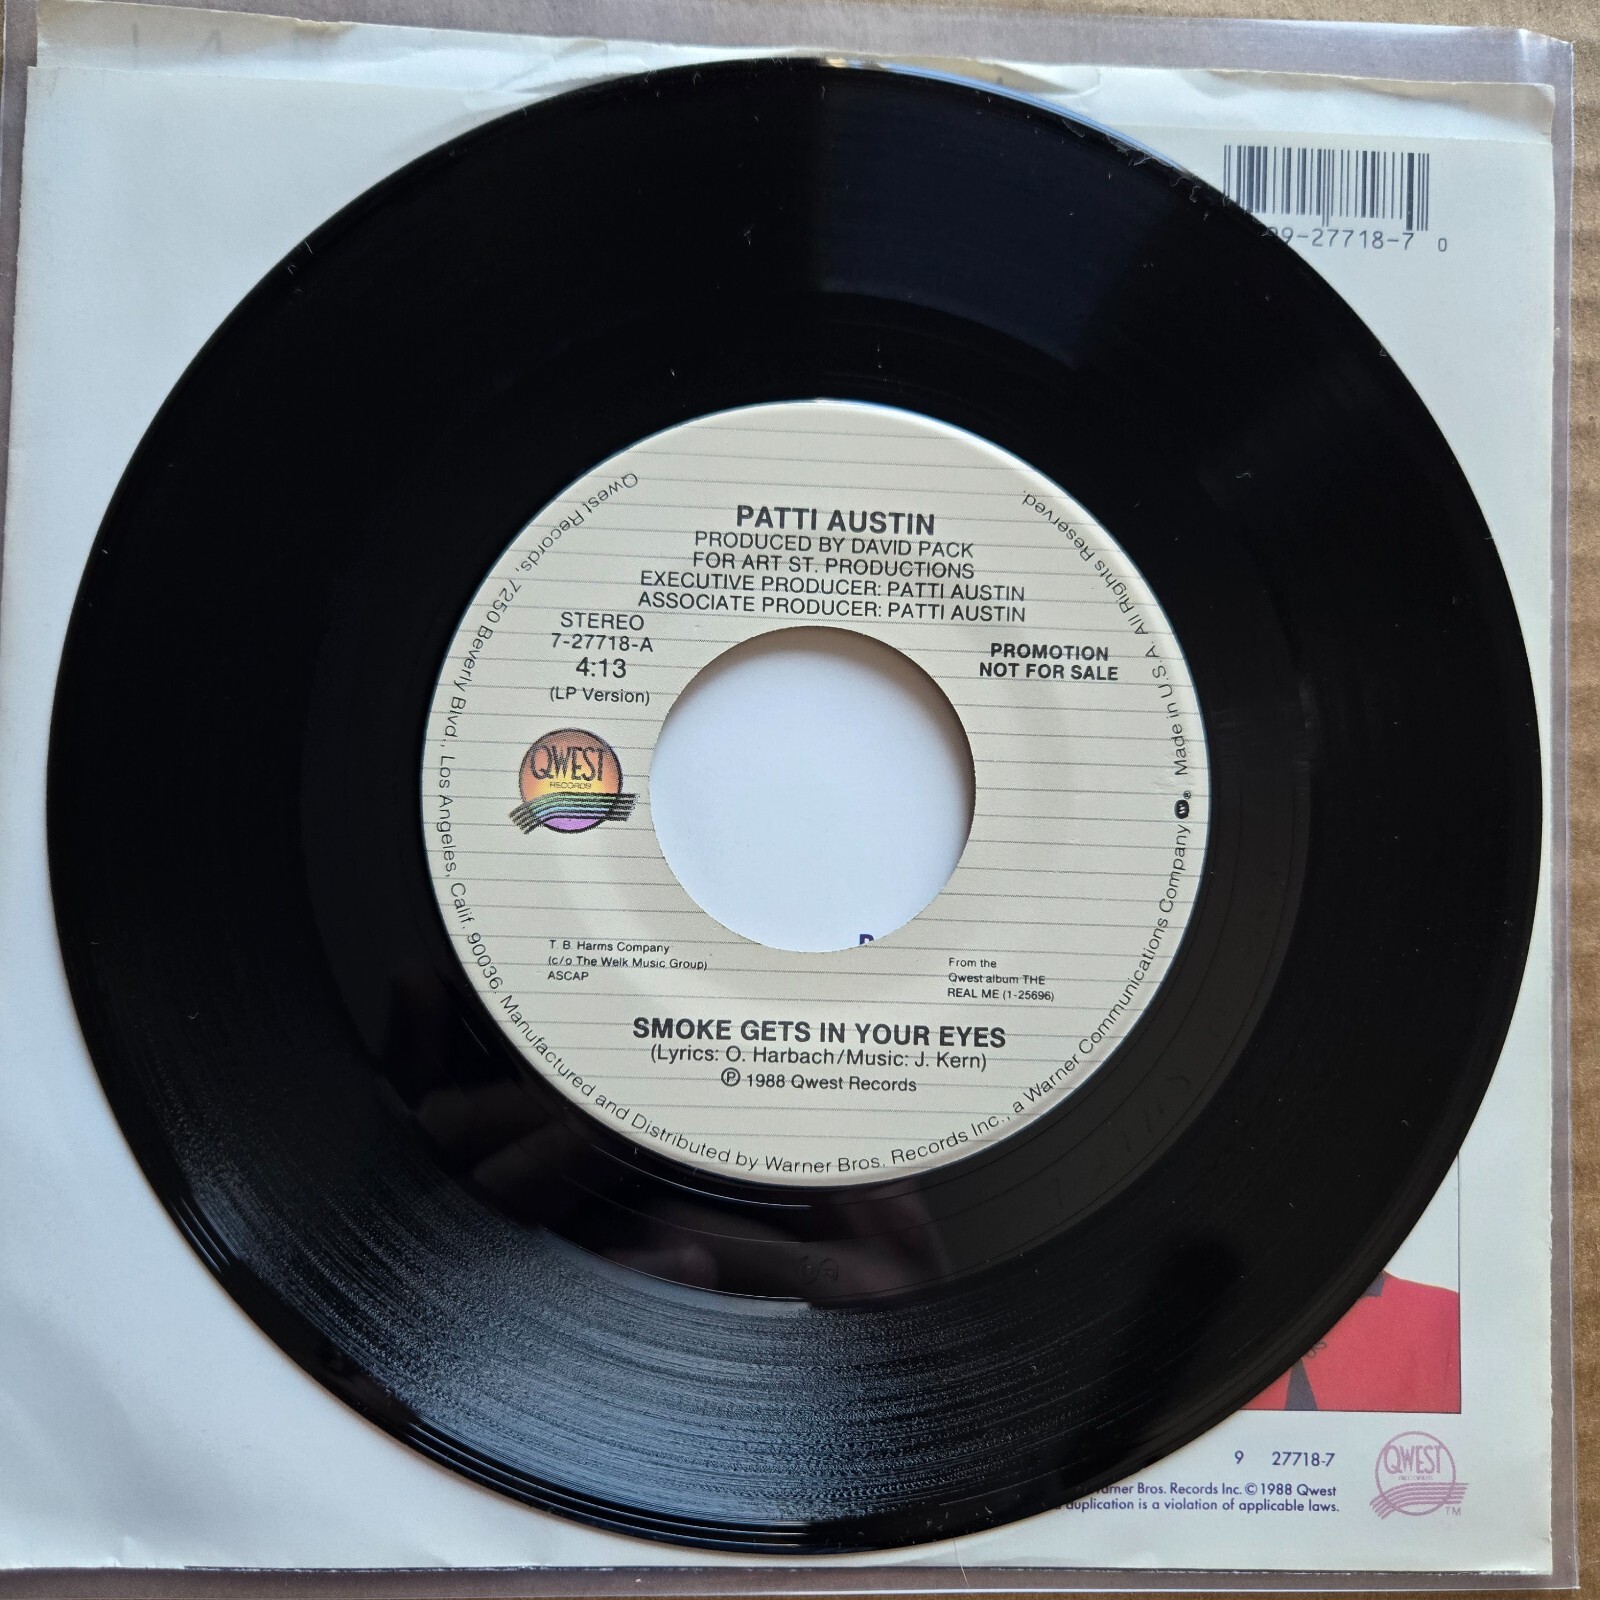 99-27718-7 0
PATTI AUSTIN
PRODUCED BY DAVID PACK
FOR ART ST. PRODUCTIONS
EXECUTIVE PRODUCER: PATTI AUSTIN
ASSOCIATE PRODUCER: PATTI AUSTIN
STEREO
7-27718-A
4:13
(LP Version)
PROMOTION
NOT FOR SALE
QWEST
RECORDS
T. B. Harms Company
(c/o The Welk Music Group)
ASCAP
From the
Qwest album THE
REAL ME (1-25696)
SMOKE GETS IN YOUR EYES
(Lyrics: O. Harbach/Music: J. Kern)
Ⓟ 1988 Qwest Records
Qwest Records, 7250 Beverly Blvd., Los Angeles, Calif. 90036. Manufactured and Distributed by Warner Bros. Records Inc., a Warner Communications Company ®. Made in U.S.A. All Rights Reserved.
9 27718-7
QWEST
RECORDS
TM
Warner Bros. Records Inc. © 1988 Qwest
duplication is a violation of applicable laws.